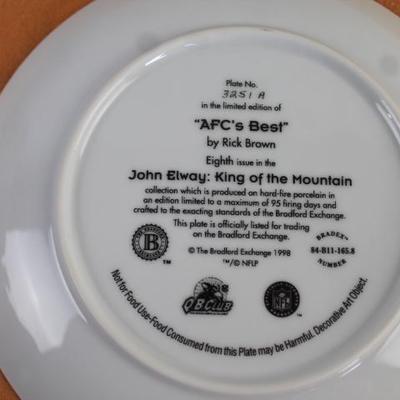 Plate No.
3251 A
in the limited edition of
"AFC's Best"
by Rick Brown
Eighth issue in the
John Elway: King of the Mountain
collection which is produced on hard-fire porcelain in
an edition limited to a maximum of 95 firing days and
crafted to the exacting standards of the Bradford Exchange.
This plate is officially listed for trading
on the Bradford Exchange.
B
TM
BRADEX®
84-B11-165.8
NUMBER
© The Bradford Exchange 1998
™/© NFLP
QB CLUB
TM
NFL
TM
Not for Food Use-Food Consumed from this Plate may be Harmful. Decorative Art Object.